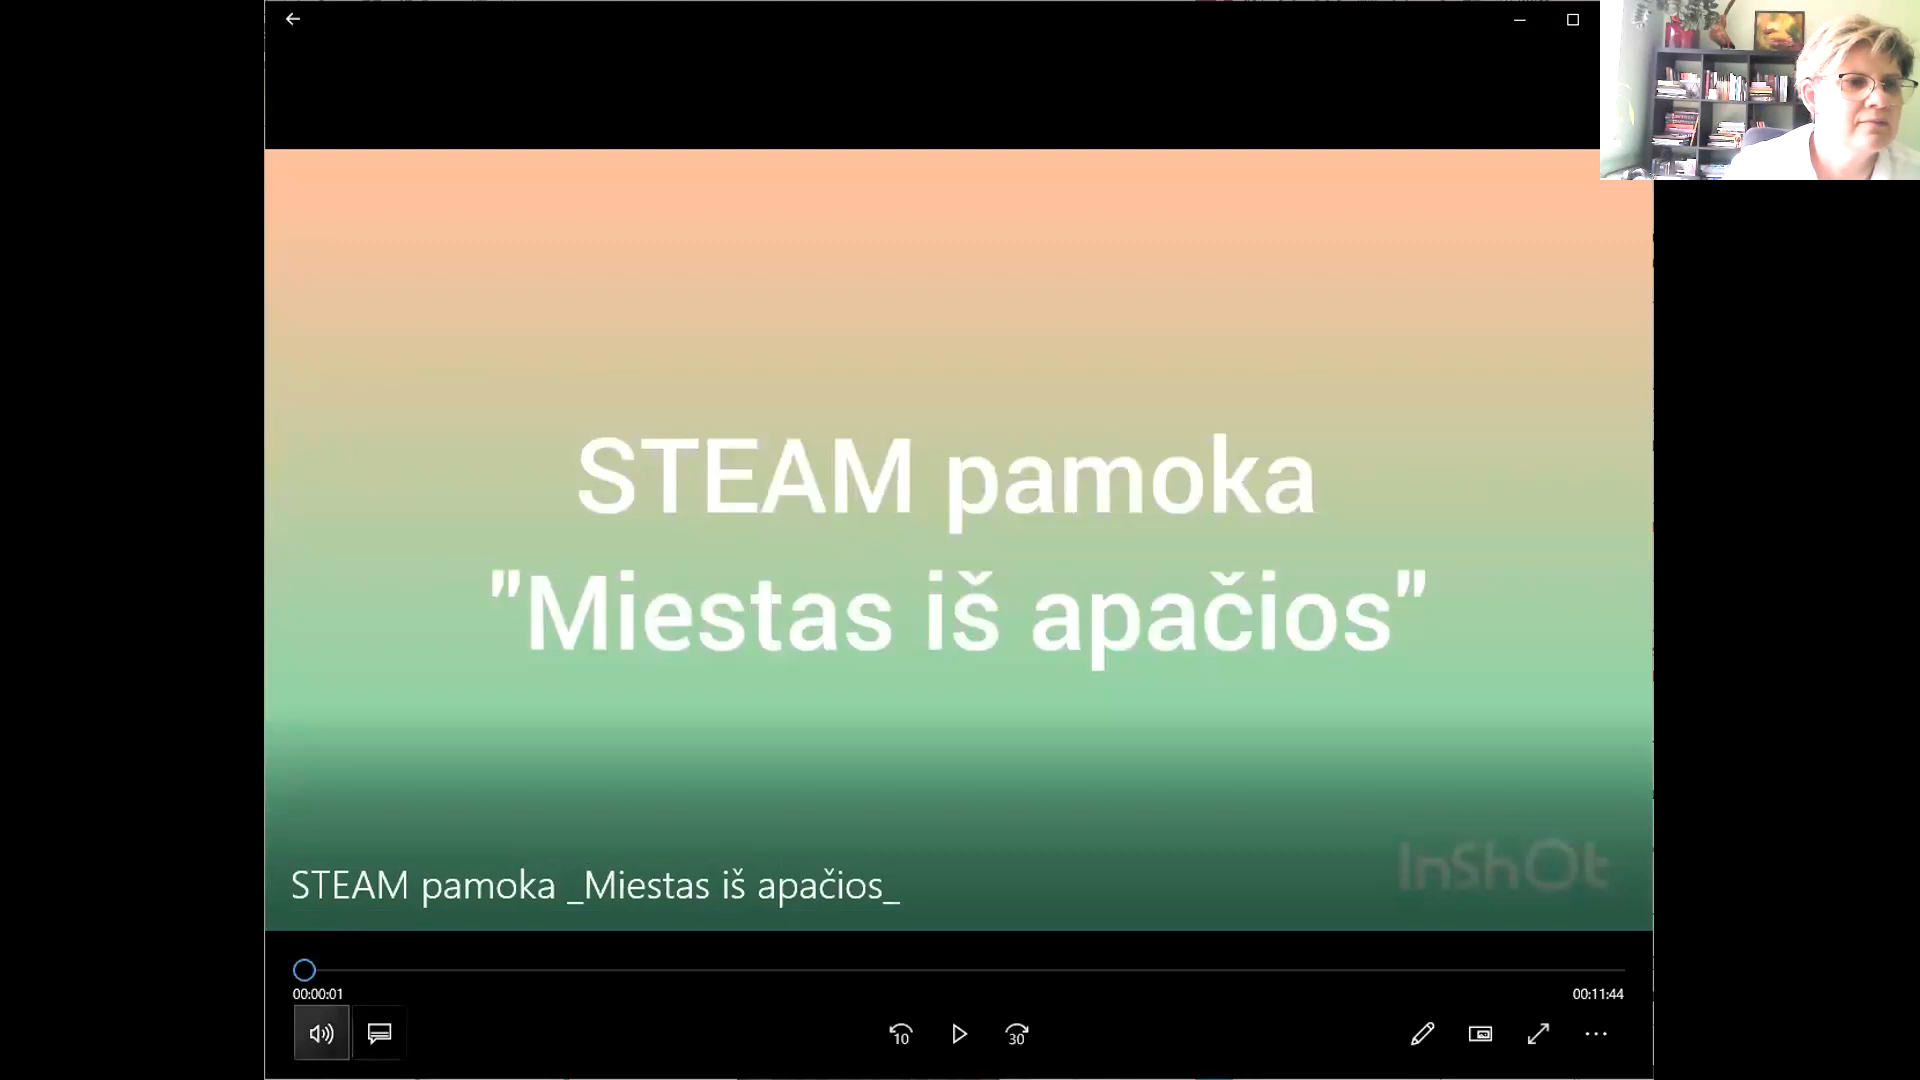 STEAM pamoka
"Miestas iš apačios"
InShOt
STEAM pamoka _Miestas iš apačios_
00:00:01
00:11:44
10
30